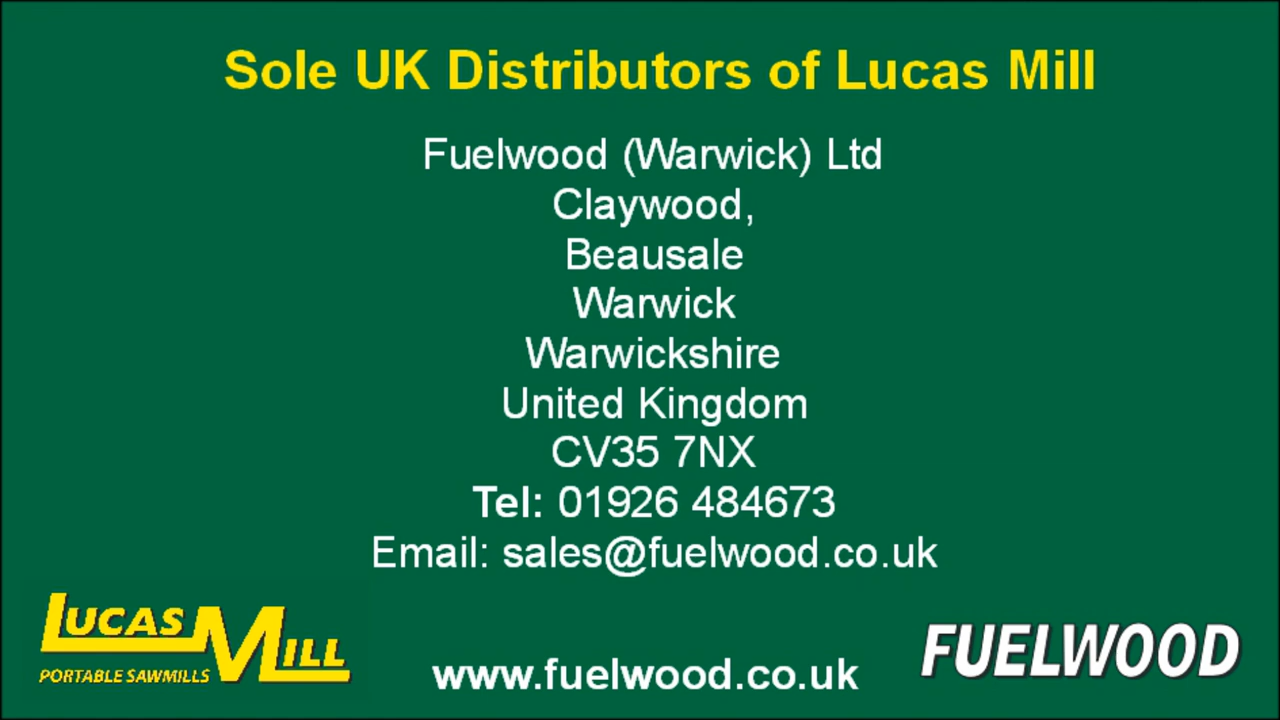 Sole UK Distributors of Lucas Mill
Fuelwood (Warwick) Ltd
Claywood,
Beausale
Warwick
Warwickshire
United Kingdom
CV35 7NX
Tel: 01926 484673
Email: sales@fuelwood.co.uk
LUCAS MILL
PORTABLE SAWMILLS
www.fuelwood.co.uk
FUELWOOD